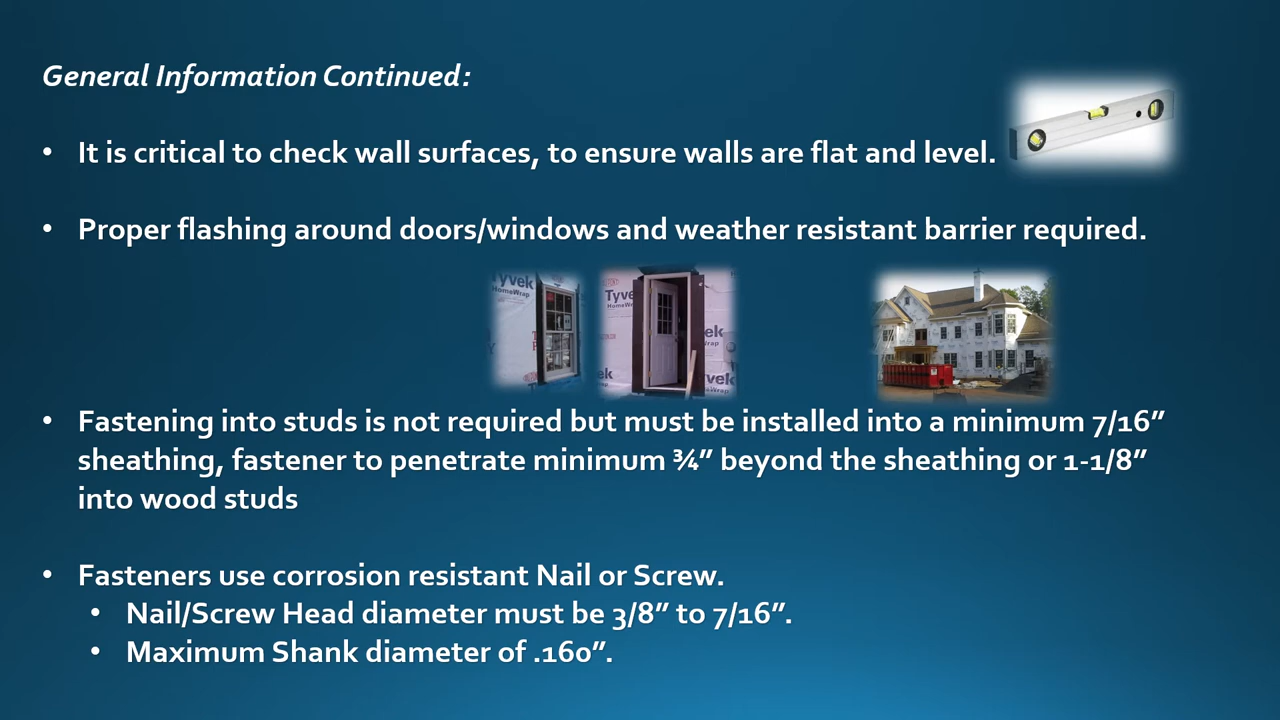 General Information Continued:
• It is critical to check wall surfaces, to ensure walls are flat and level.
• Proper flashing around doors/windows and weather resistant barrier required.
Tyvek
HomeWrap
Tyvek
HomeWrap
• Fastening into studs is not required but must be installed into a minimum 7/16”
sheathing, fastener to penetrate minimum ¾” beyond the sheathing or 1-1/8”
into wood studs
• Fasteners use corrosion resistant Nail or Screw.
• Nail/Screw Head diameter must be 3/8” to 7/16”.
• Maximum Shank diameter of .160”.